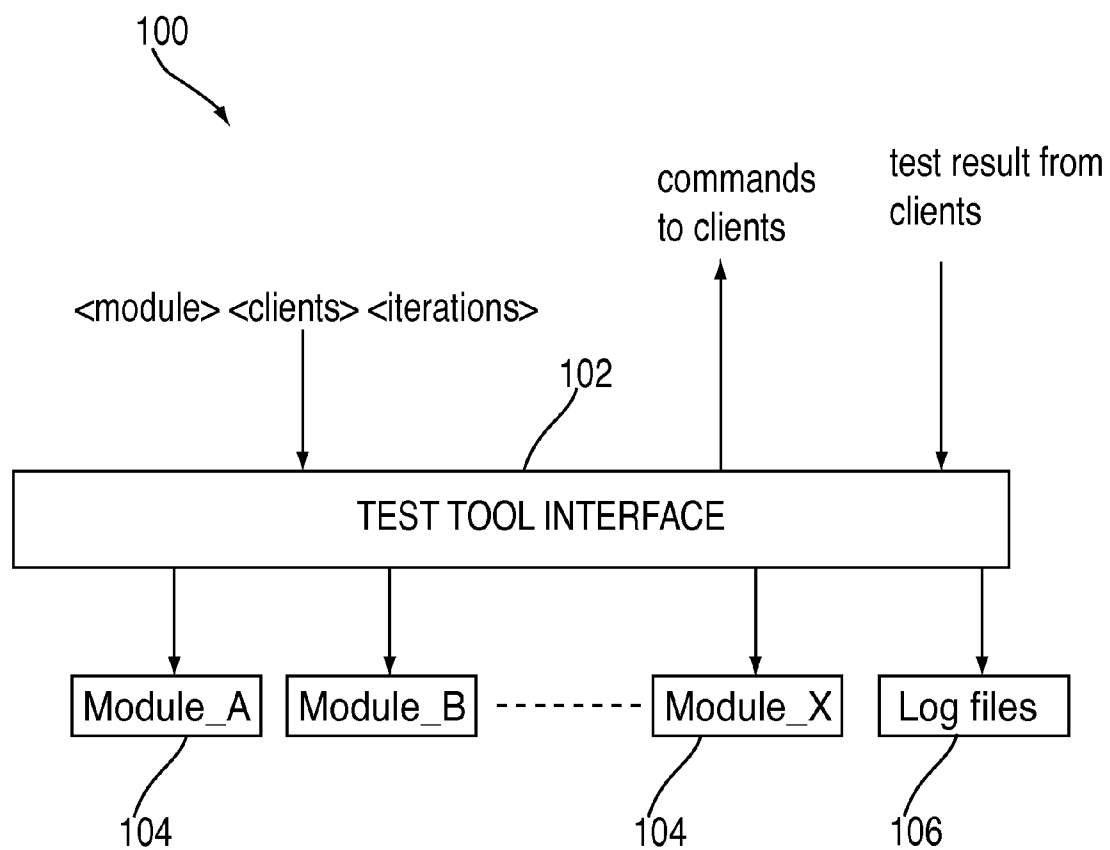 100
commands
to clients
test result from
clients
<module> <clients> <iterations>
102
TEST TOOL INTERFACE
Module_A
Module_B
Module_X
Log files
104
104
106